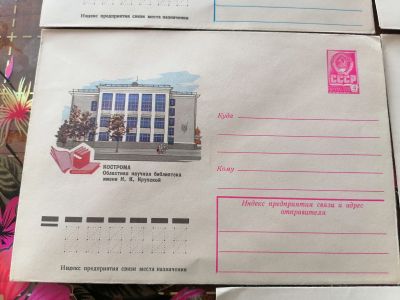 Индекс предприятия связи места назначения
СССР
4
Куда
Кому
КОСТРОМА
Областная научная библиотека
имени Н. К. Крупской
Индекс предприятия связи и адрес
отправителя
Индекс предприятия связи места назначения